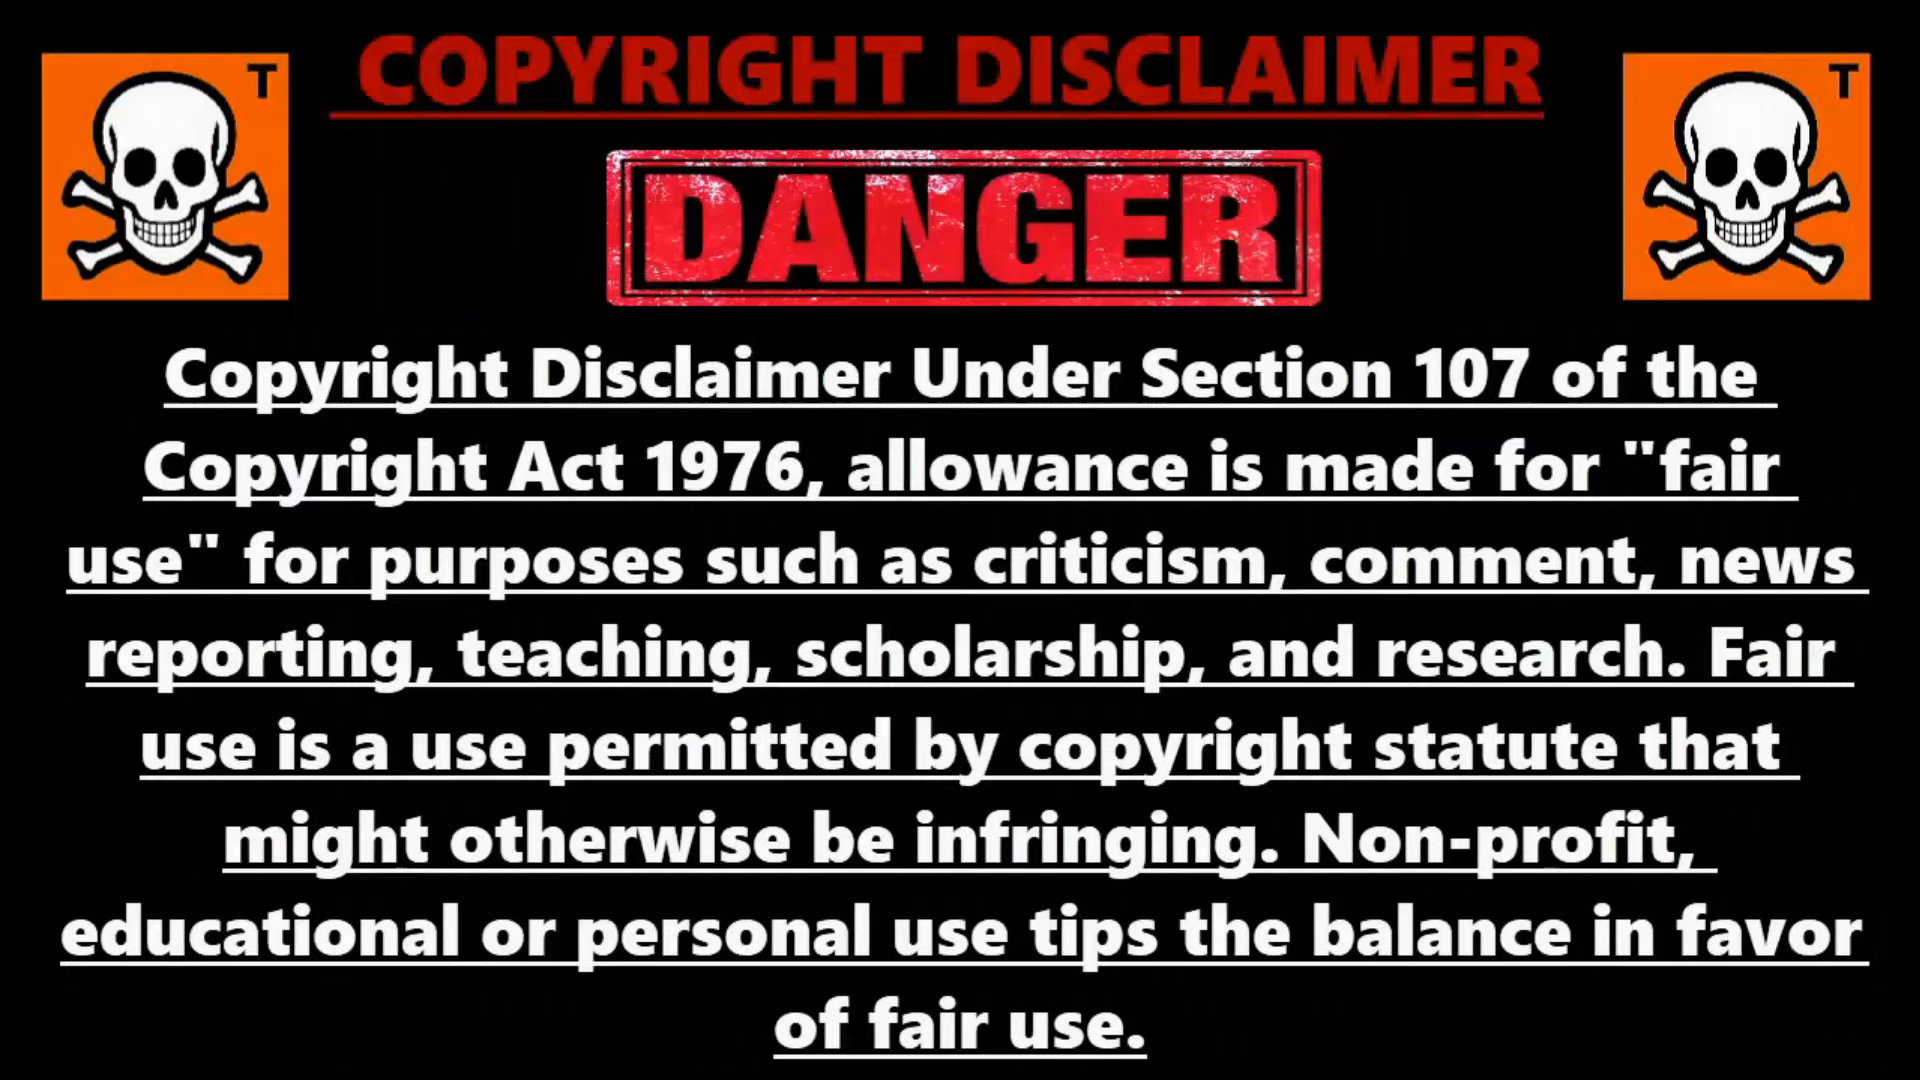 T
COPYRIGHT DISCLAIMER
T
DANGER
Copyright Disclaimer Under Section 107 of the
Copyright Act 1976, allowance is made for "fair
use" for purposes such as criticism, comment, news
reporting, teaching, scholarship, and research. Fair
use is a use permitted by copyright statute that
might otherwise be infringing. Non-profit,
educational or personal use tips the balance in favor
of fair use.